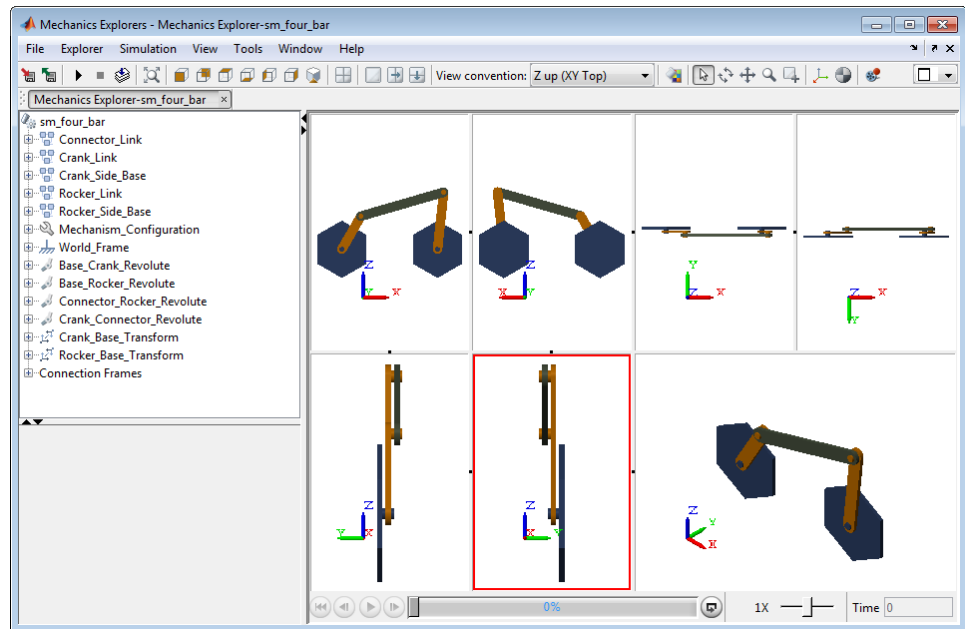 Mechanics Explorers - Mechanics Explorer-sm_four_bar
File Explorer Simulation View Tools Window Help
View convention: Z up (XY Top)
Mechanics Explorer-sm_four_bar
sm_four_bar
Connector_Link
Crank_Link
Crank_Side_Base
Rocker_Link
Rocker_Side_Base
Mechanism_Configuration
World_Frame
Base_Crank_Revolute
Base_Rocker_Revolute
Connector_Rocker_Revolute
Crank_Connector_Revolute
Crank_Base_Transform
Rocker_Base_Transform
Connection Frames
Z Y X
Z X Y
Y Z X
Z X Y
Z Y X
Z X Y
Z Y X
0% 1X Time 0